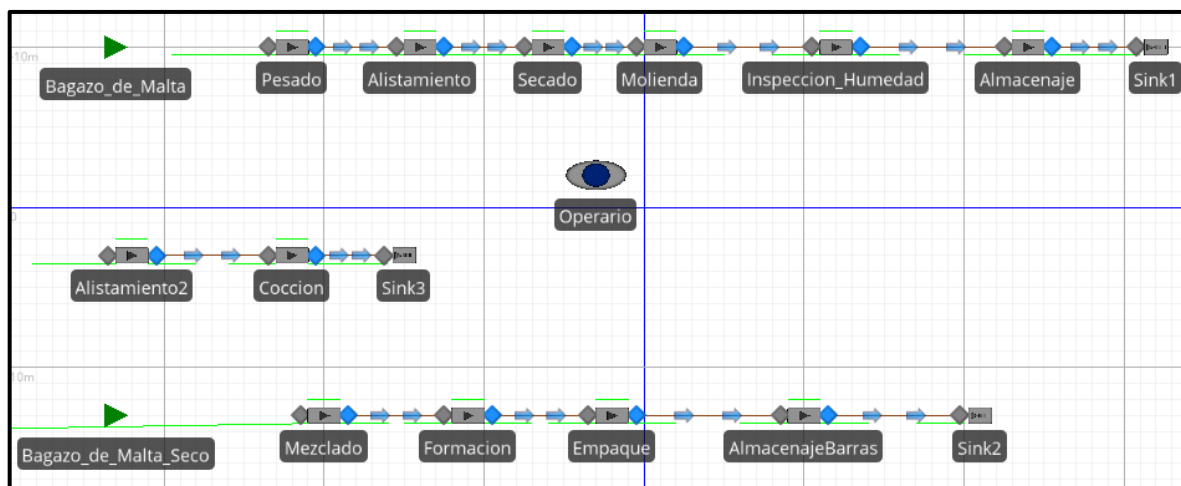 10m
Bagazo_de_Malta
Pesado
Alistamiento
Secado
Molienda
Inspeccion_Humedad
Almacenaje
Sink1
Operario
0
Alistamiento2
Coccion
Sink3
10m
Bagazo_de_Malta_Seco
Mezclado
Formacion
Empaque
AlmacenajeBarras
Sink2